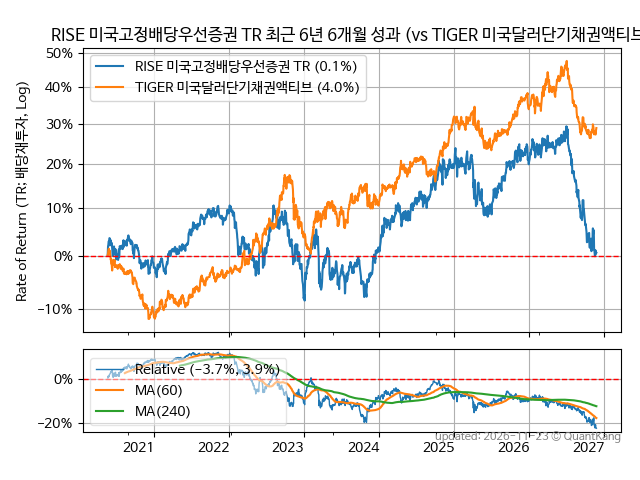 RISE 미국고정배당우선증권 TR 최근 6년 6개월 성과 (vs TIGER 미국달러단기채권액티브
50%
40%
30%
20%
10%
0%
−10%
Rate of Return (TR: 배당재투자, Log)
RISE 미국고정배당우선증권 TR (0.1%)
TIGER 미국달러단기채권액티브 (4.0%)
0%
−20%
Relative (−3.7%, 3.9%)
MA(60)
MA(240)
updated: 2026-11-23 © QuantKang
2021 2022 2023 2024 2025 2026 2027